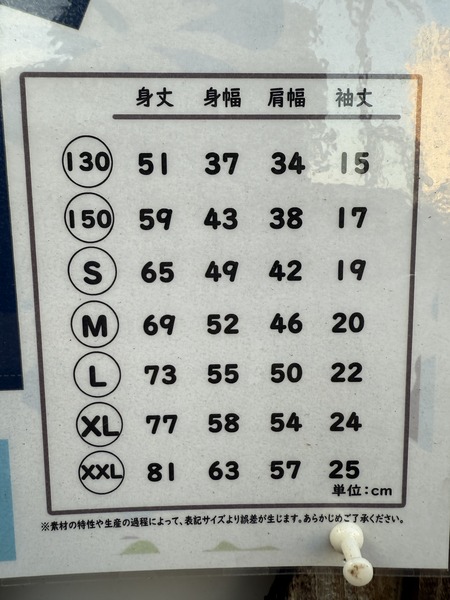 身丈 身幅 肩幅 袖丈
130 51 37 34 15
150 59 43 38 17
S 65 49 42 19
M 69 52 46 20
L 73 55 50 22
XL 77 58 54 24
XXL 81 63 57 25
単位:cm
※素材の特性や生産の過程によって、表記サイズより誤差が生じます。あらかじめご了承ください。